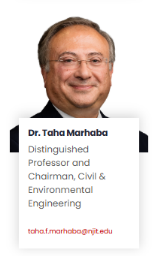 Dr. Taha Marhaba
Distinguished
Professor and
Chairman, Civil &
Environmental
Engineering
taha.f.marhaba@njit.edu